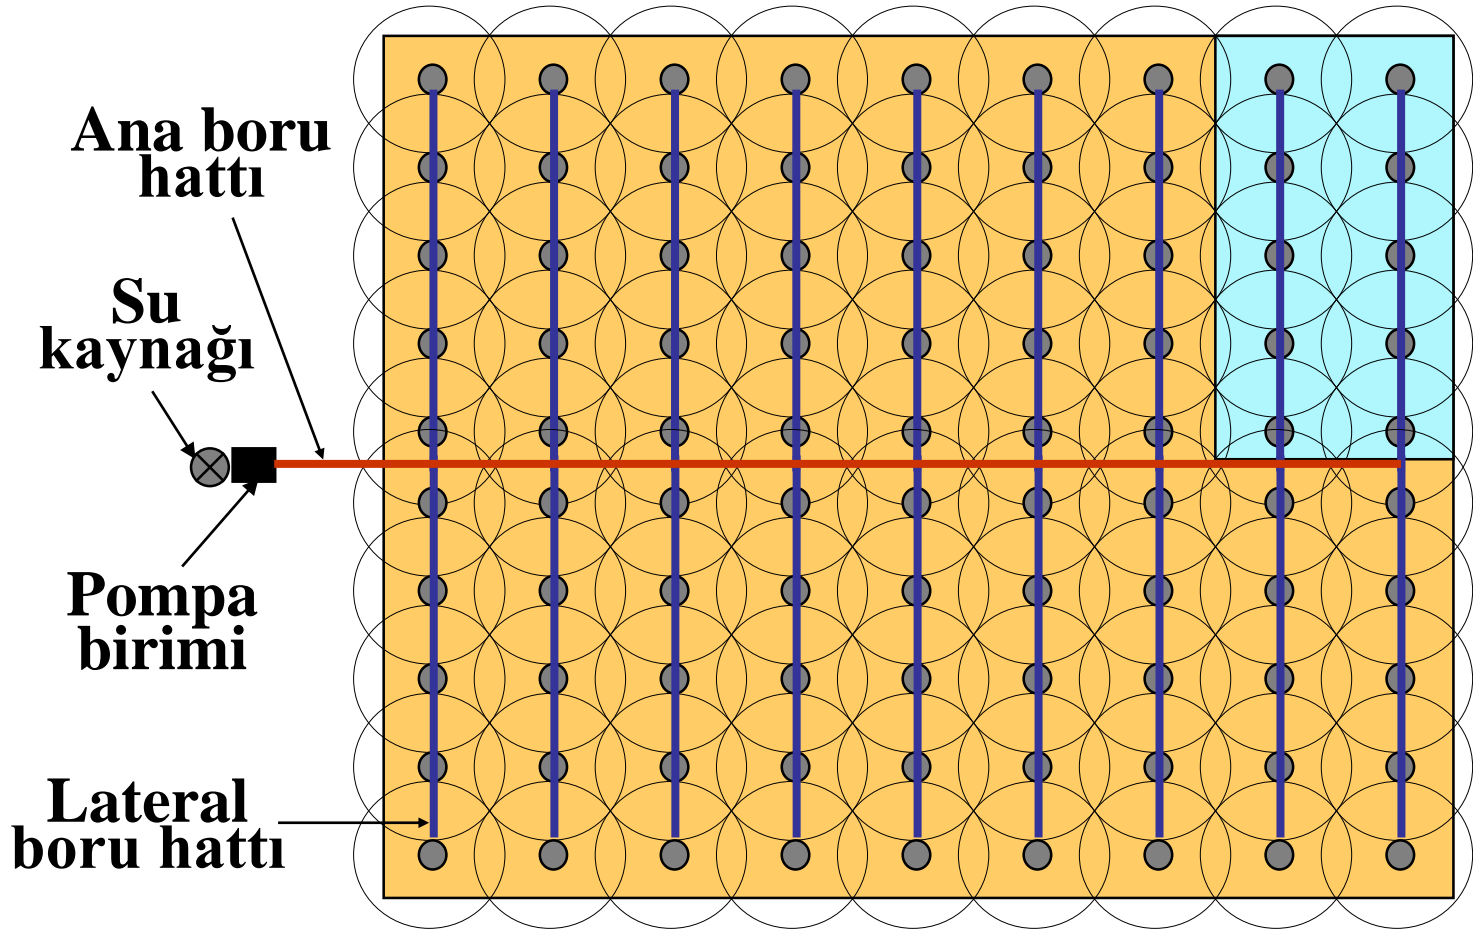 Ana boru
hattı
Su
kaynağı
Pompa
birimi
Lateral
boru hattı